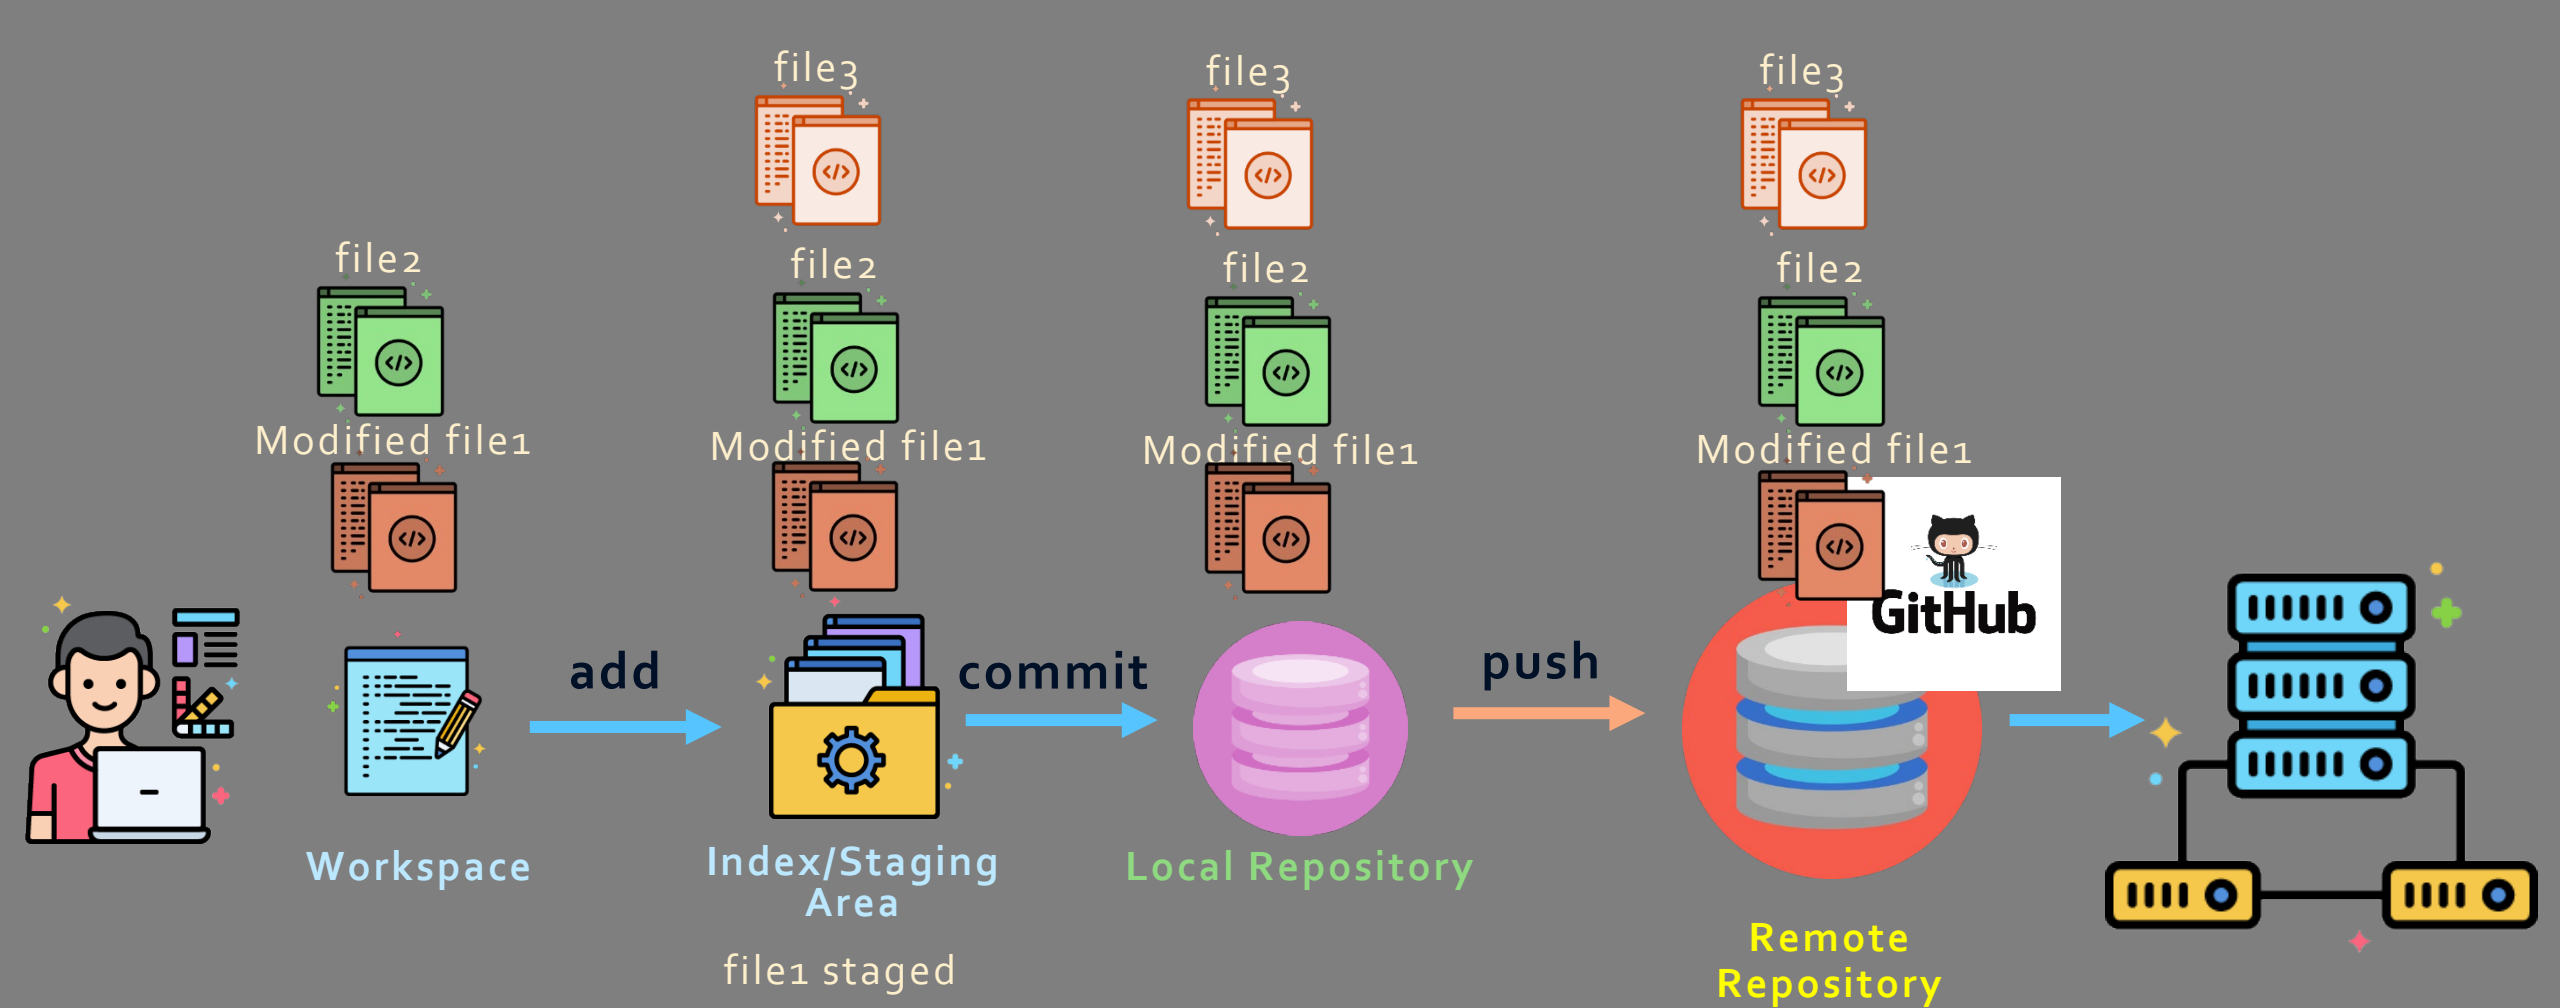 file3
file3
file3
file2
file2
file2
file2
Modified file1
Modified file1
Modified file1
Modified file1
GitHub
add
commit
push
Workspace
Index/Staging
Area
Local Repository
Remote
Repository
file1 staged